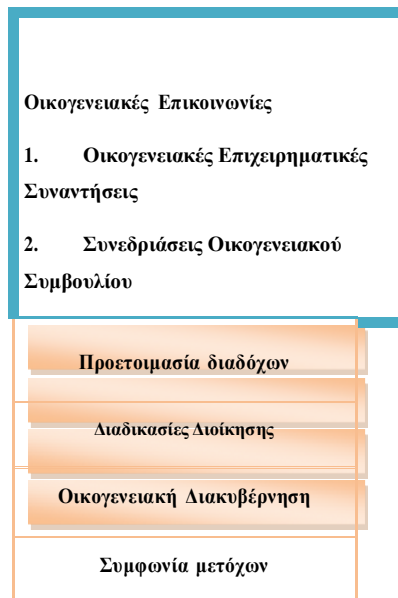 Οικογενειακές Επικοινωνίες
1. Οικογενειακές Επιχειρηματικές
Συναντήσεις
2. Συνεδριάσεις Οικογενειακού
Συμβουλίου
Προετοιμασία διαδόχων
Διαδικασίες Διοίκησης
Οικογενειακή Διακυβέρνηση
Συμφωνία μετόχων